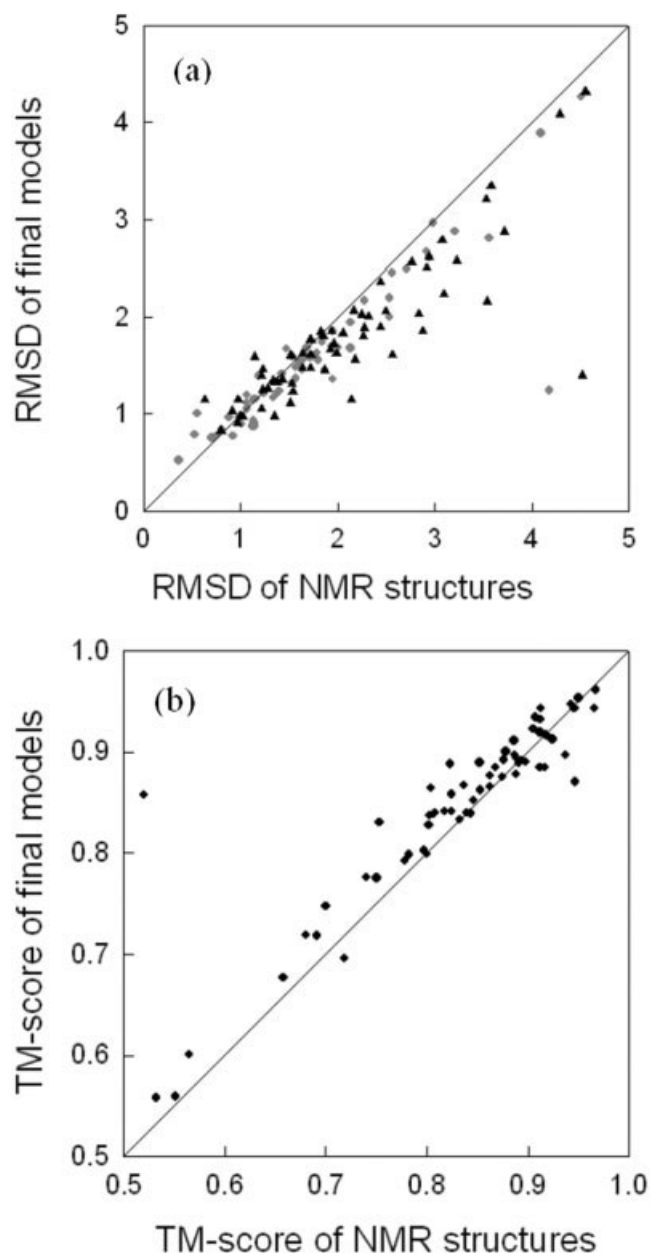 5
(a)
4
3
2
1
0
0 1 2 3 4 5
RMSD of final models
RMSD of NMR structures
1.0
(b)
0.9
0.8
0.7
0.6
0.5
0.5 0.6 0.7 0.8 0.9 1.0
TM-score of final models
TM-score of NMR structures